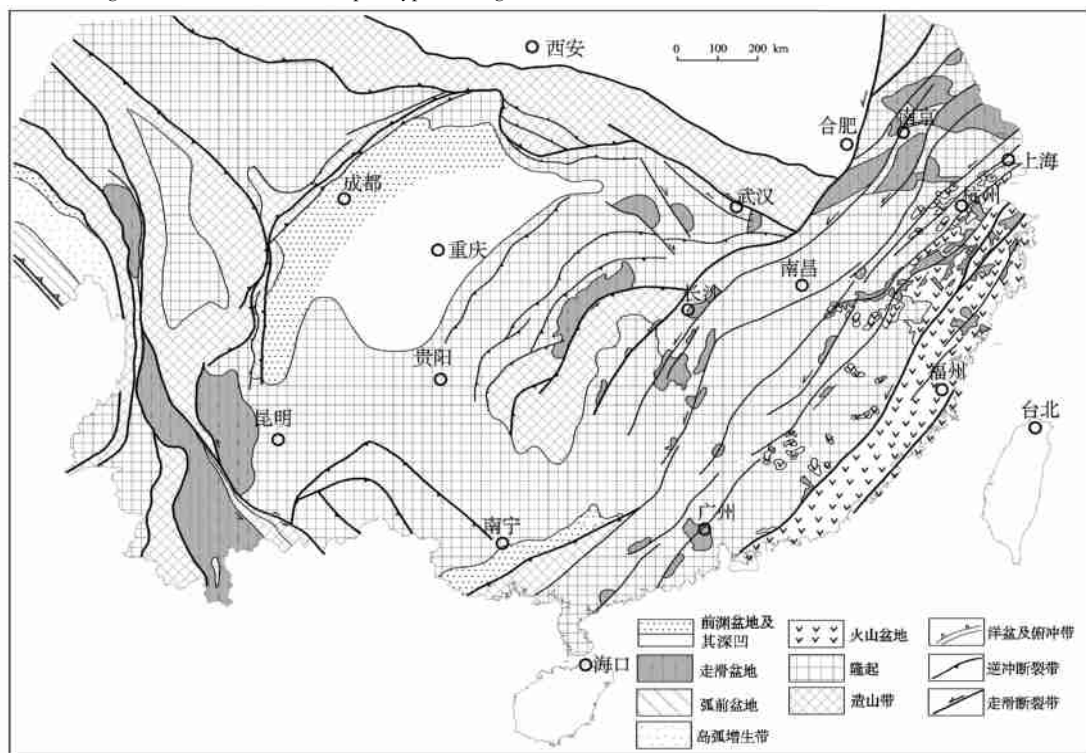 西安
0 100 200 km
合肥
南京
上海
成都
武汉
杭州
重庆
南昌
长沙
贵阳
福州
昆明
台北
广州
南宁
海口
前渊盆地及
其深凹
走滑盆地
弧前盆地
岛弧增生带
火山盆地
隆起
造山带
洋盆及俯冲带
逆冲断裂带
走滑断裂带